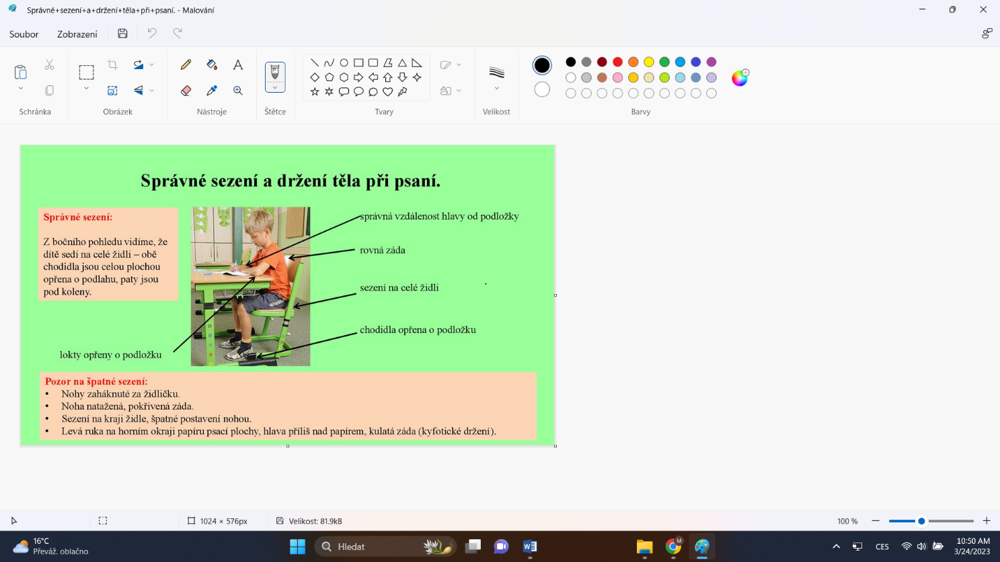 Správné+sezení+a+držení+těla+při+psaní. - Malování
Soubor
Zobrazení
Schránka
Obrázek
Nástroje
Štětce
Tvary
Velikost
Barvy
Správné sezení a držení těla při psaní.
Správné sezení:
Z bočního pohledu vidíme, že
dítě sedí na celé židli – obě
chodidla jsou celou plochou
opřena o podlahu, paty jsou
pod koleny.
správná vzdálenost hlavy od podložky
rovná záda
sezení na celé židli
chodidla opřena o podložku
lokty opřeny o podložku
Pozor na špatné sezení:
• Nohy zaháknuté za židličku.
• Noha natažená, pokřivená záda.
• Sezení na kraji židle, špatné postavení nohou.
• Levá ruka na horním okraji papíru psací plochy, hlava příliš nad papírem, kulatá záda (kyfotické držení).
1024 × 576px
Velikost: 81.9kB
100 %
16°C
Převáž. oblačno
Hledat
CES
10:50 AM
3/24/2023